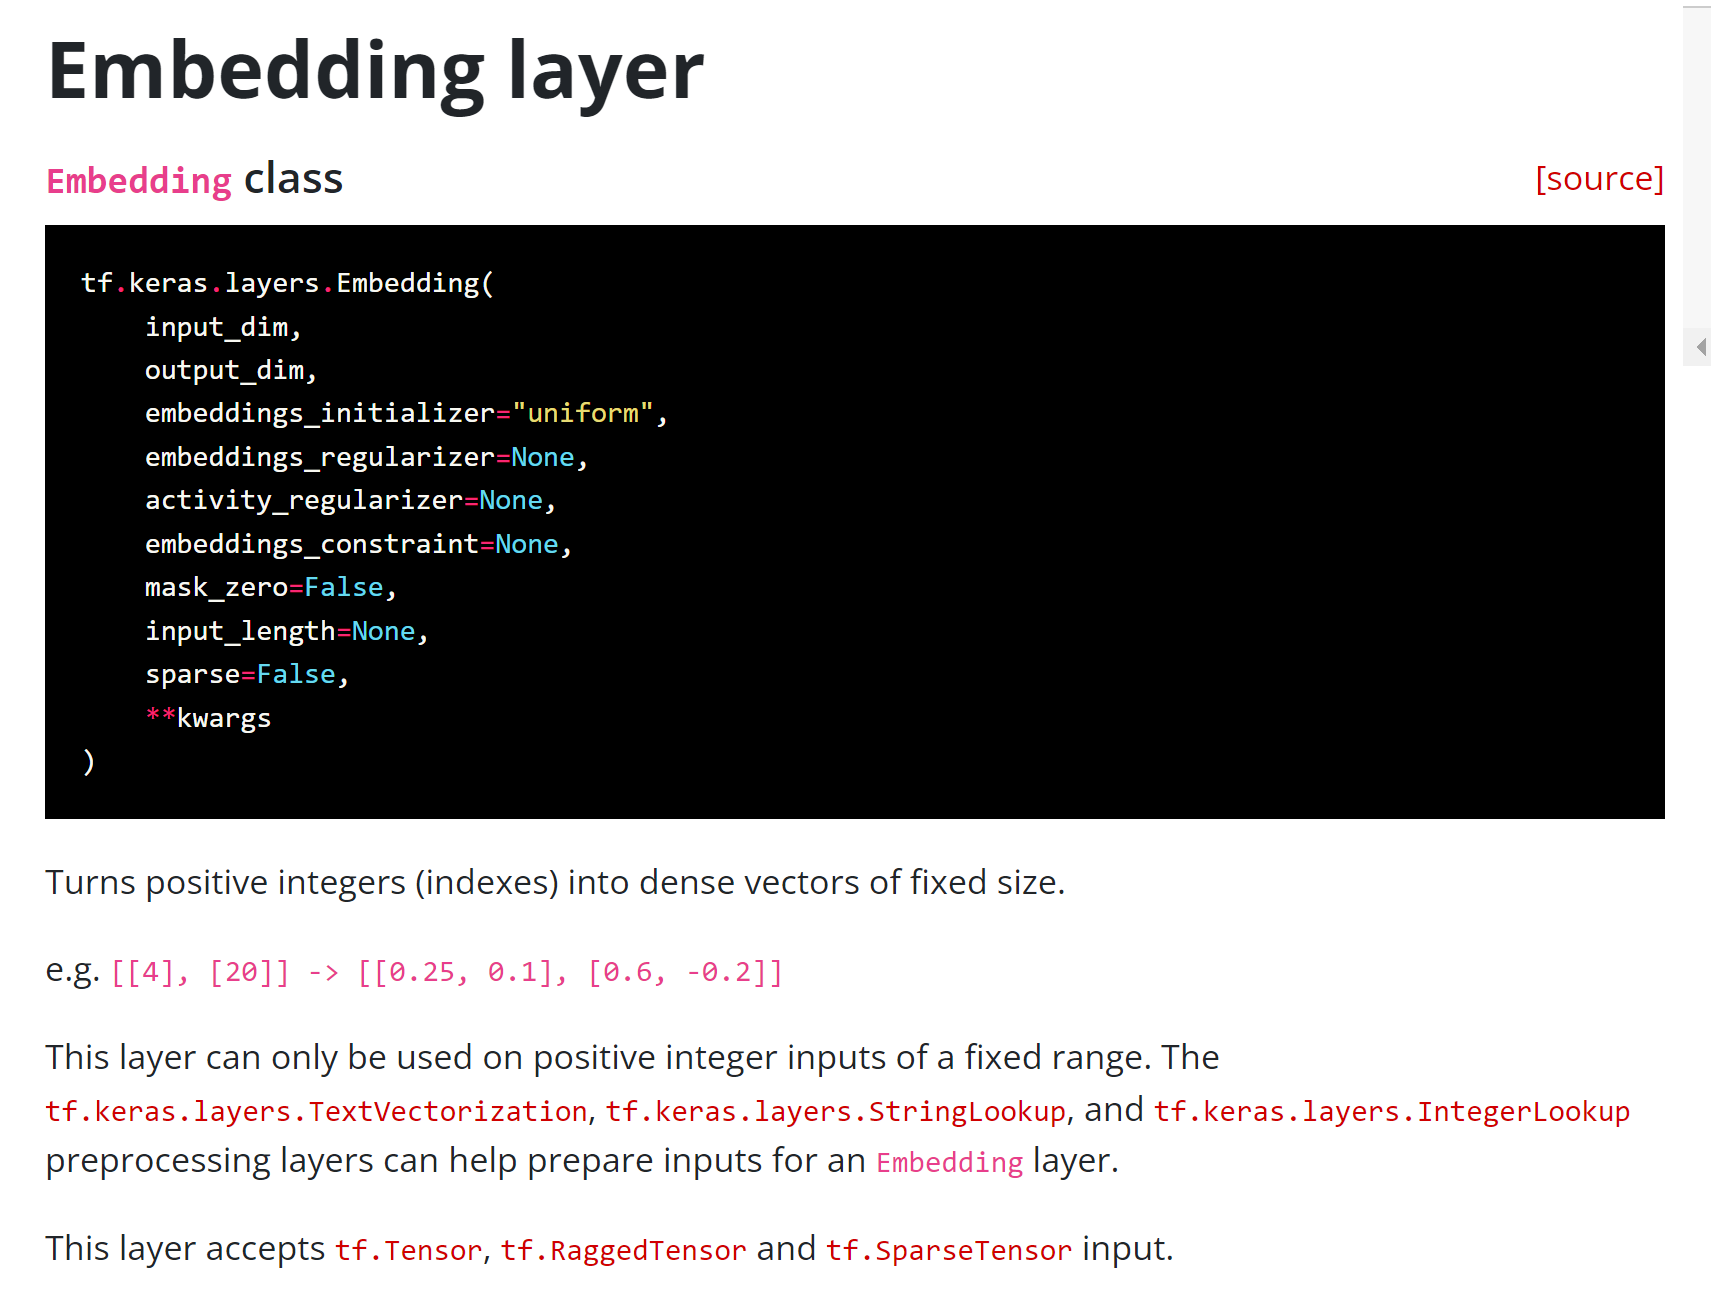 Embedding layer
Embedding class [source]
tf.keras.layers.Embedding(
    input_dim,
    output_dim,
    embeddings_initializer="uniform",
    embeddings_regularizer=None,
    activity_regularizer=None,
    embeddings_constraint=None,
    mask_zero=False,
    input_length=None,
    sparse=False,
    **kwargs
)
Turns positive integers (indexes) into dense vectors of fixed size.
e.g. [[4], [20]] -> [[0.25, 0.1], [0.6, -0.2]]
This layer can only be used on positive integer inputs of a fixed range. The
tf.keras.layers.TextVectorization, tf.keras.layers.StringLookup, and tf.keras.layers.IntegerLookup
preprocessing layers can help prepare inputs for an Embedding layer.
This layer accepts tf.Tensor, tf.RaggedTensor and tf.SparseTensor input.